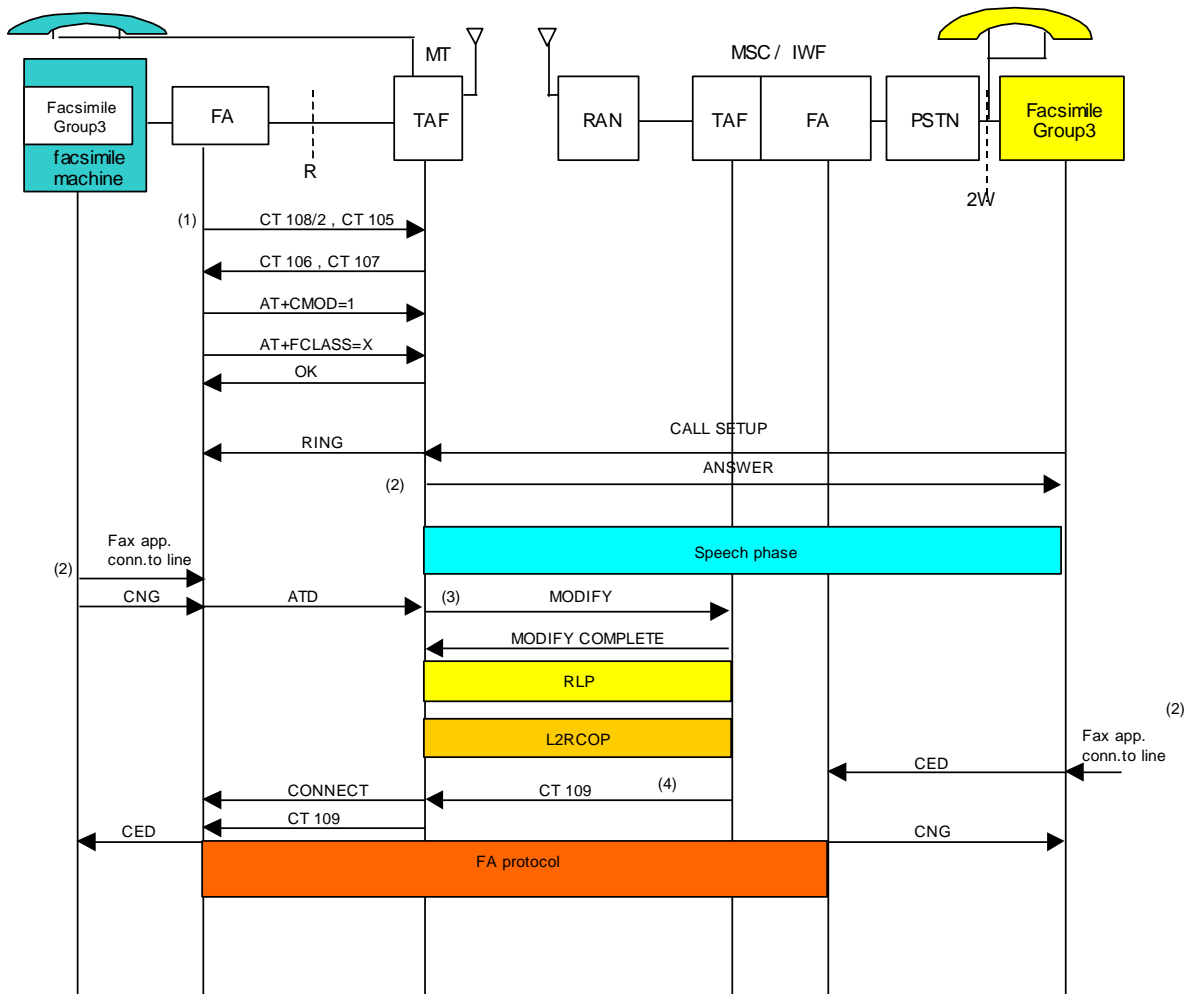 MT
MSC / IWF
Facsimile
Group3
facsimile
machine
FA
R
TAF
RAN
TAF
FA
PSTN
2W
Facsimile
Group3
(1)
CT 108/2 , CT 105
CT 106 , CT 107
AT+CMOD=1
AT+FCLASS=X
OK
CALL SETUP
RING
ANSWER
(2)
Speech phase
Fax app.
conn.to line
(2)
CNG
ATD
(3)
MODIFY
MODIFY COMPLETE
RLP
L2RCOP
(2)
Fax app.
conn.to line
CED
CONNECT
CT 109
(4)
CT 109
CED
CNG
FA protocol